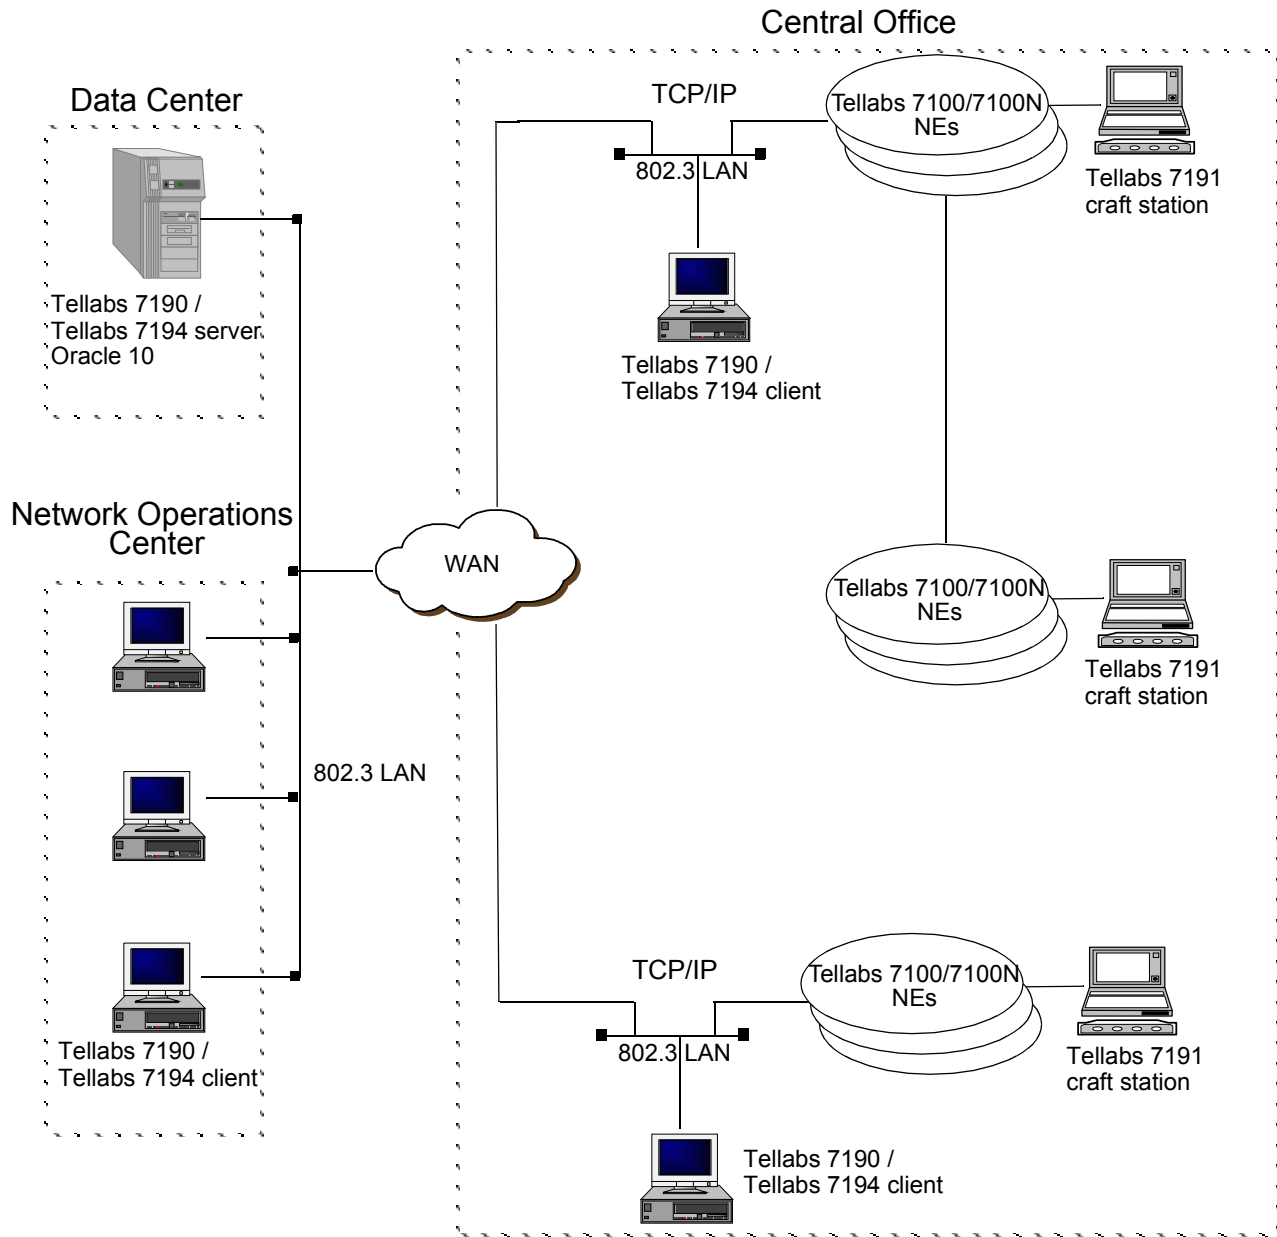 Central Office
Data Center
TCP/IP
Tellabs 7100/7100N
NEs
802.3 LAN
Tellabs 7191
craft station
Tellabs 7190 /
Tellabs 7194 server
Oracle 10
Tellabs 7190 /
Tellabs 7194 client
Network Operations
Center
WAN
Tellabs 7100/7100N
NEs
Tellabs 7191
craft station
802.3 LAN
TCP/IP
Tellabs 7100/7100N
NEs
802.3 LAN
Tellabs 7191
craft station
Tellabs 7190 /
Tellabs 7194 client
Tellabs 7190 /
Tellabs 7194 client